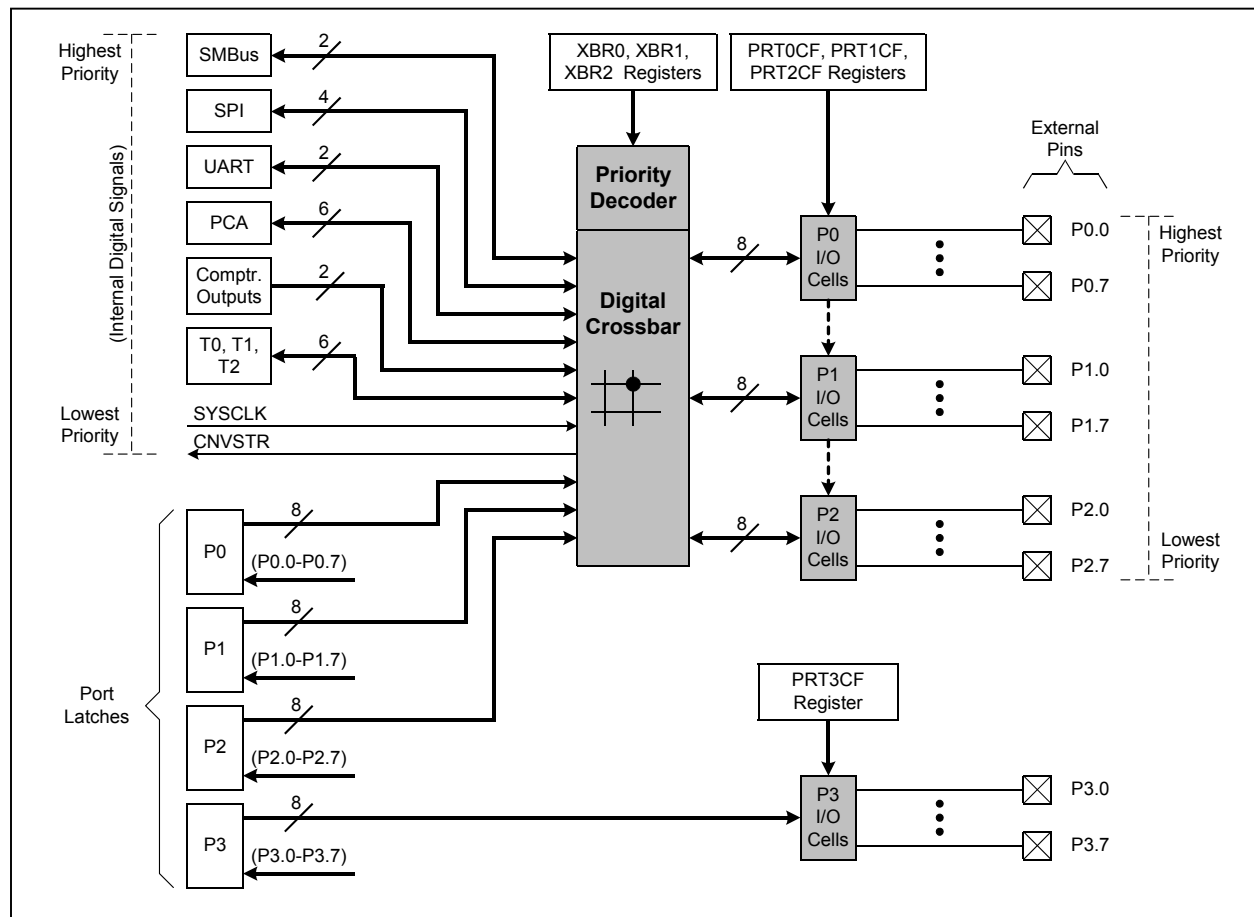 Highest
Priority
SMBus
2
SPI
4
UART
2
PCA
6
Comptr.
Outputs
2
T0, T1,
T2
6
(Internal Digital Signals)
Lowest
Priority
SYSCLK
CNVSTR
XBR0, XBR1,
XBR2 Registers
PRT0CF, PRT1CF,
PRT2CF Registers
Priority
Decoder
Digital
Crossbar
External
Pins
8
P0
I/O
Cells
P0.0
P0.7
Highest
Priority
8
P1
I/O
Cells
P1.0
P1.7
8
P2
I/O
Cells
P2.0
P2.7
Lowest
Priority
Port
Latches
P0
8
(P0.0-P0.7)
P1
8
(P1.0-P1.7)
P2
8
(P2.0-P2.7)
P3
8
(P3.0-P3.7)
PRT3CF
Register
P3
I/O
Cells
P3.0
P3.7